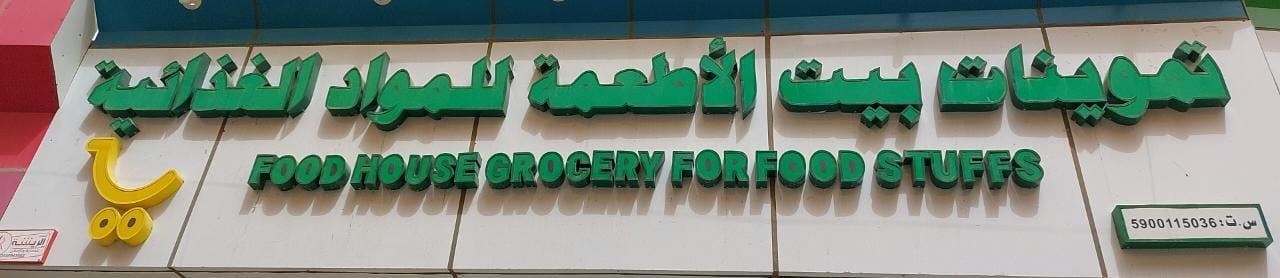 تموينات بيت الأطعمة للمواد الغذائية
FOOD HOUSE GROCERY FOR FOOD STUFFS
س.ت: 5900115036